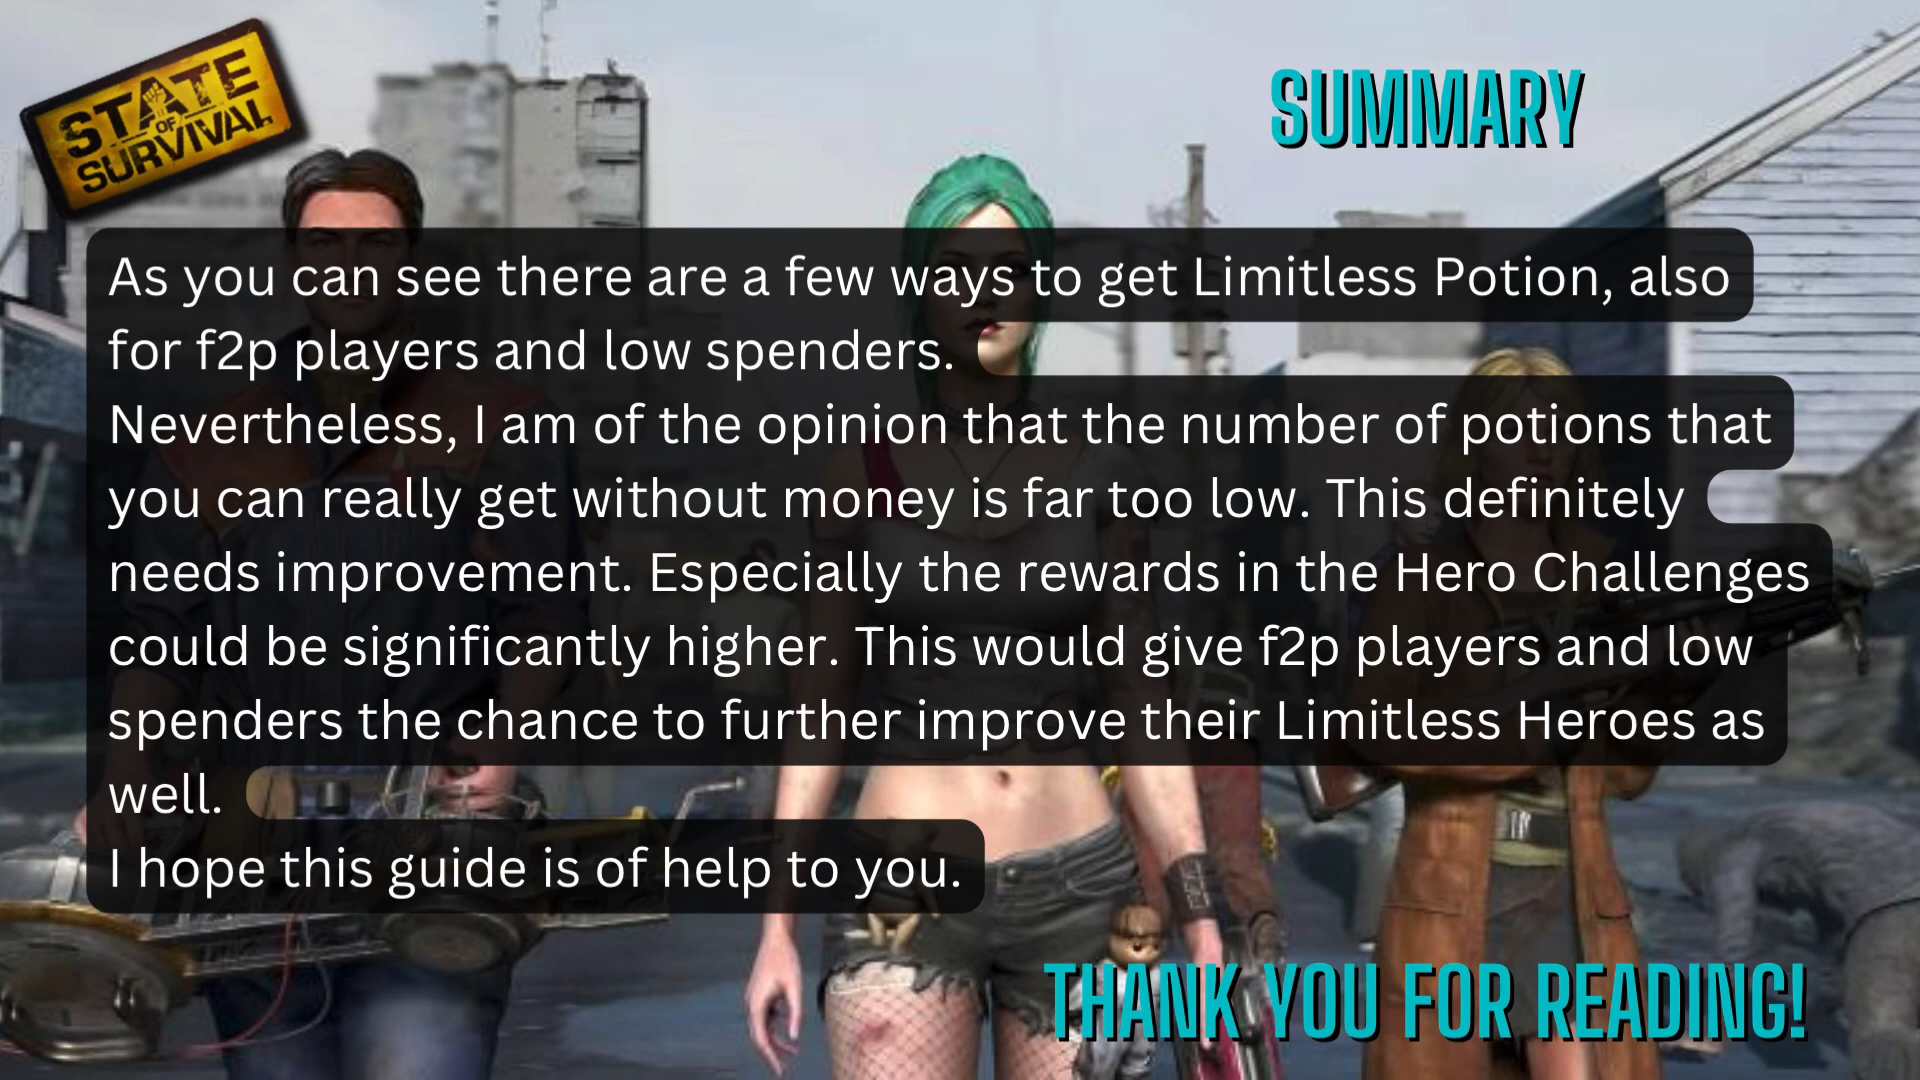 STATE
OF
SURVIVAL
SUMMARY
As you can see there are a few ways to get Limitless Potion, also
for f2p players and low spenders.
Nevertheless, I am of the opinion that the number of potions that
you can really get without money is far too low. This definitely
needs improvement. Especially the rewards in the Hero Challenges
could be significantly higher. This would give f2p players and low
spenders the chance to further improve their Limitless Heroes as
well.
I hope this guide is of help to you.
THANK YOU FOR READING!